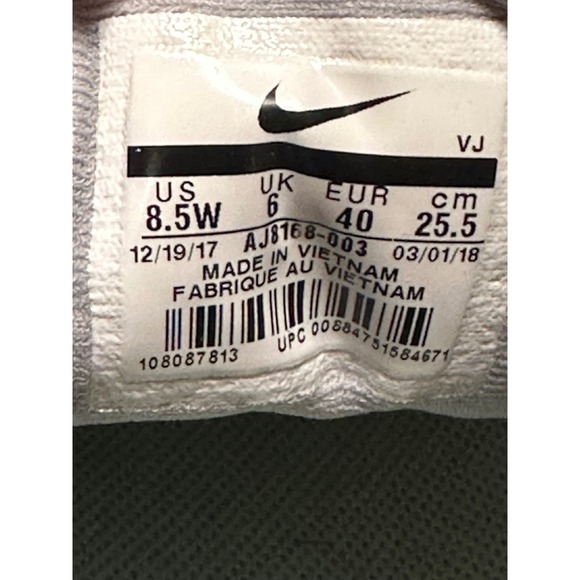 VJ
US UK EUR cm
8.5W 6 40 25.5
12/19/17 AJ8168-003 03/01/18
MADE IN VIETNAM
FABRIQUE AU VIETNAM
108087813 UPC 00884751584671